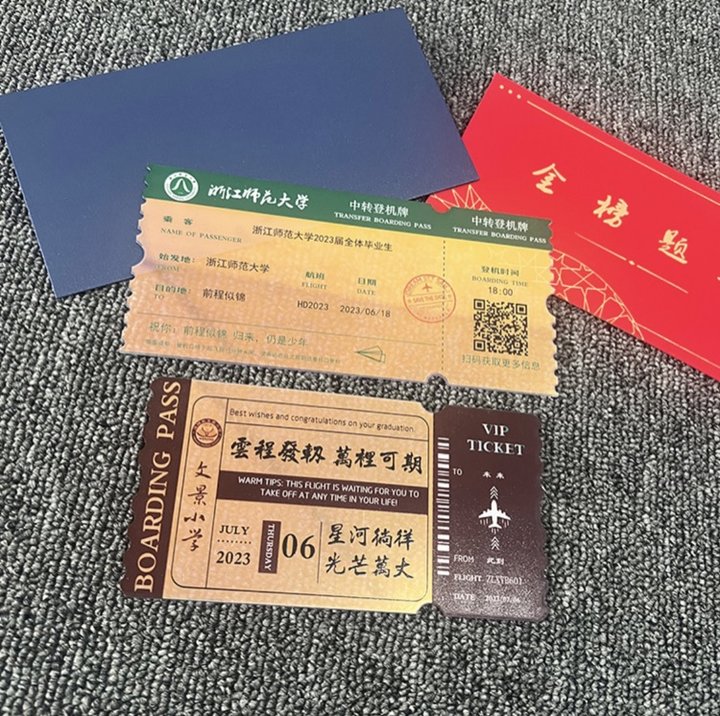 金榜题
浙江师范大学
中转登机牌
TRANSFER BOARDING PASS
中转登机牌
TRANSFER BOARDING PASS
乘客
NAME OF PASSENGER
浙江师范大学2023届全体毕业生
始发地:
FROM
浙江师范大学
航班
FLIGHT
日期
DATE
登机时间
BOARDING TIME
18:00
目的地:
TO
前程似锦
HD2023
2023/06/18
SAVE THE DATE
祝你:前程似锦 归来,仍是少年
扫码获取更多信息
BOARDING PASS
文景小学
Best wishes and congratulations on your graduation.
雲程發軔 萬裡可期
WARM TIPS: THIS FLIGHT IS WAITING FOR YOU TO
TAKE OFF AT ANY TIME IN YOUR LIFE!
JULY
2023
THURSDAY
06
星河徜徉
光芒萬丈
VIP
TICKET
TO
未来
FROM
此刻
FLIGHT
DATE
2023/07/06